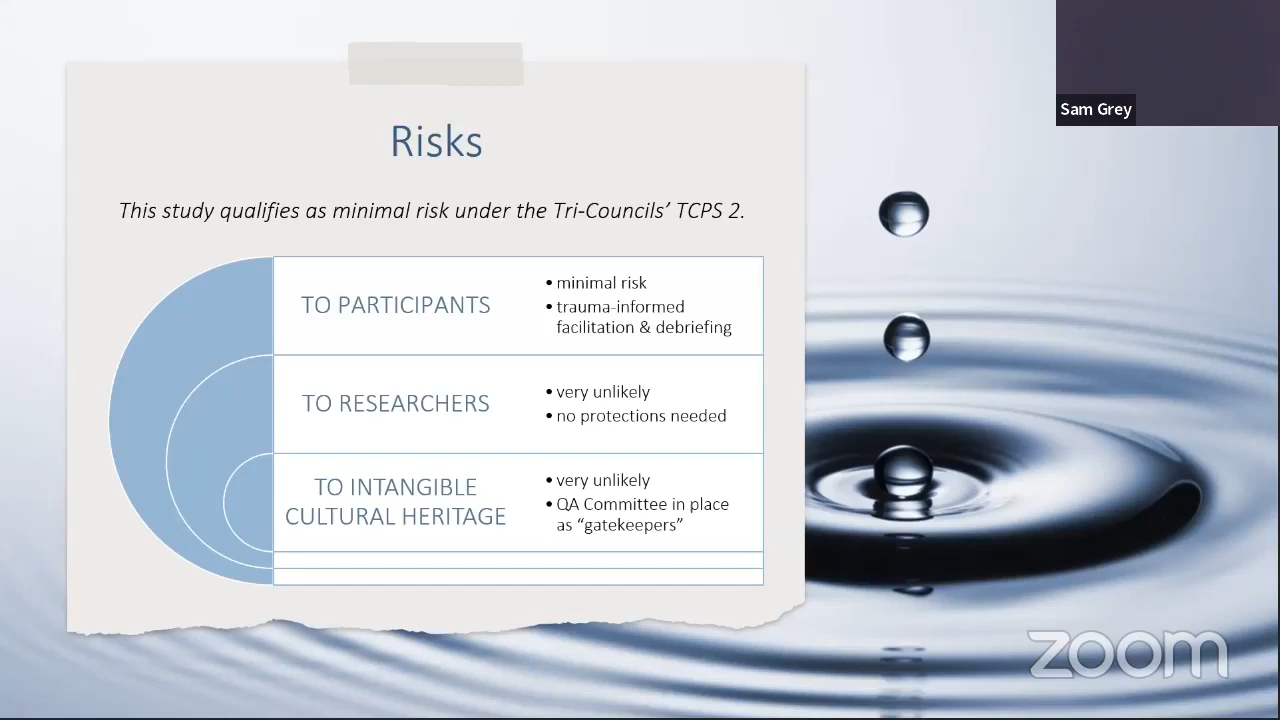 Sam Grey
Risks
This study qualifies as minimal risk under the Tri-Councils’ TCPS 2.
TO PARTICIPANTS
• minimal risk
• trauma-informed
facilitation & debriefing
TO RESEARCHERS
• very unlikely
• no protections needed
TO INTANGIBLE
CULTURAL HERITAGE
• very unlikely
• QA Committee in place
as “gatekeepers”
zoom